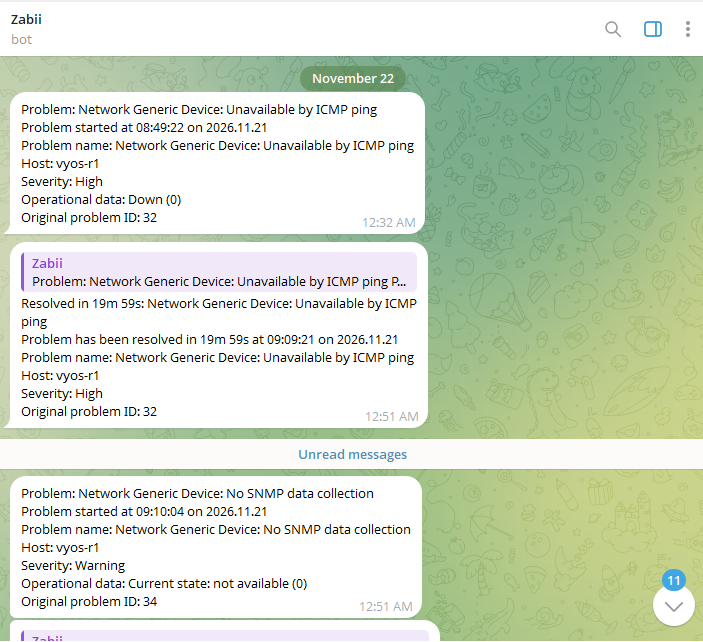 Zabii
bot
November 22
Problem: Network Generic Device: Unavailable by ICMP ping
Problem started at 08:49:22 on 2026.11.21
Problem name: Network Generic Device: Unavailable by ICMP ping
Host: vyos-r1
Severity: High
Operational data: Down (0)
Original problem ID: 32
12:32 AM
Zabii
Problem: Network Generic Device: Unavailable by ICMP ping P...
Resolved in 19m 59s: Network Generic Device: Unavailable by ICMP
ping
Problem has been resolved in 19m 59s at 09:09:21 on 2026.11.21
Problem name: Network Generic Device: Unavailable by ICMP ping
Host: vyos-r1
Severity: High
Original problem ID: 32
12:51 AM
Unread messages
Problem: Network Generic Device: No SNMP data collection
Problem started at 09:10:04 on 2026.11.21
Problem name: Network Generic Device: No SNMP data collection
Host: vyos-r1
Severity: Warning
Operational data: Current state: not available (0)
Original problem ID: 34
12:51 AM
11
Zabii